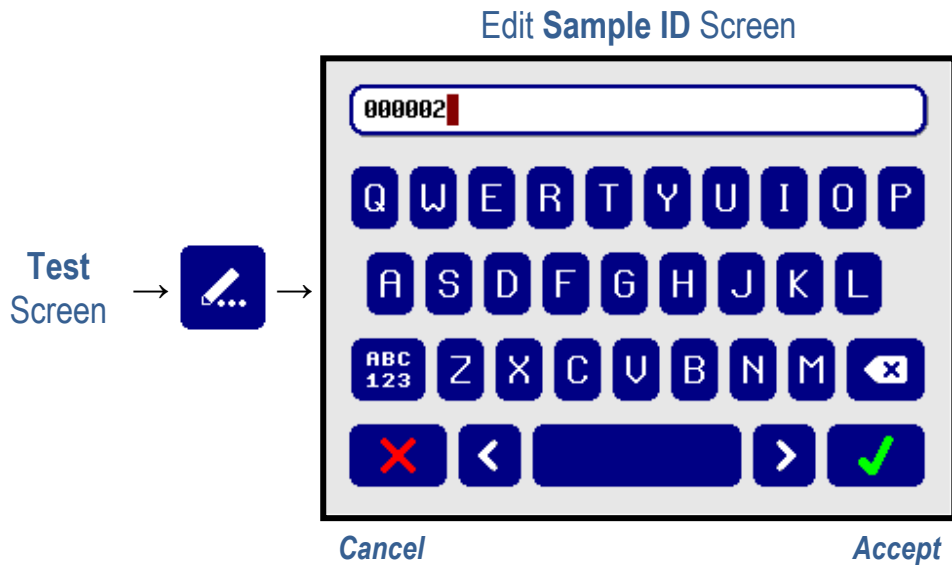 Edit Sample ID Screen
000002
Q W E R T Y U I O P
Test
Screen
A S D F G H J K L
ABC
123
Z X C V B N M
Cancel
Accept